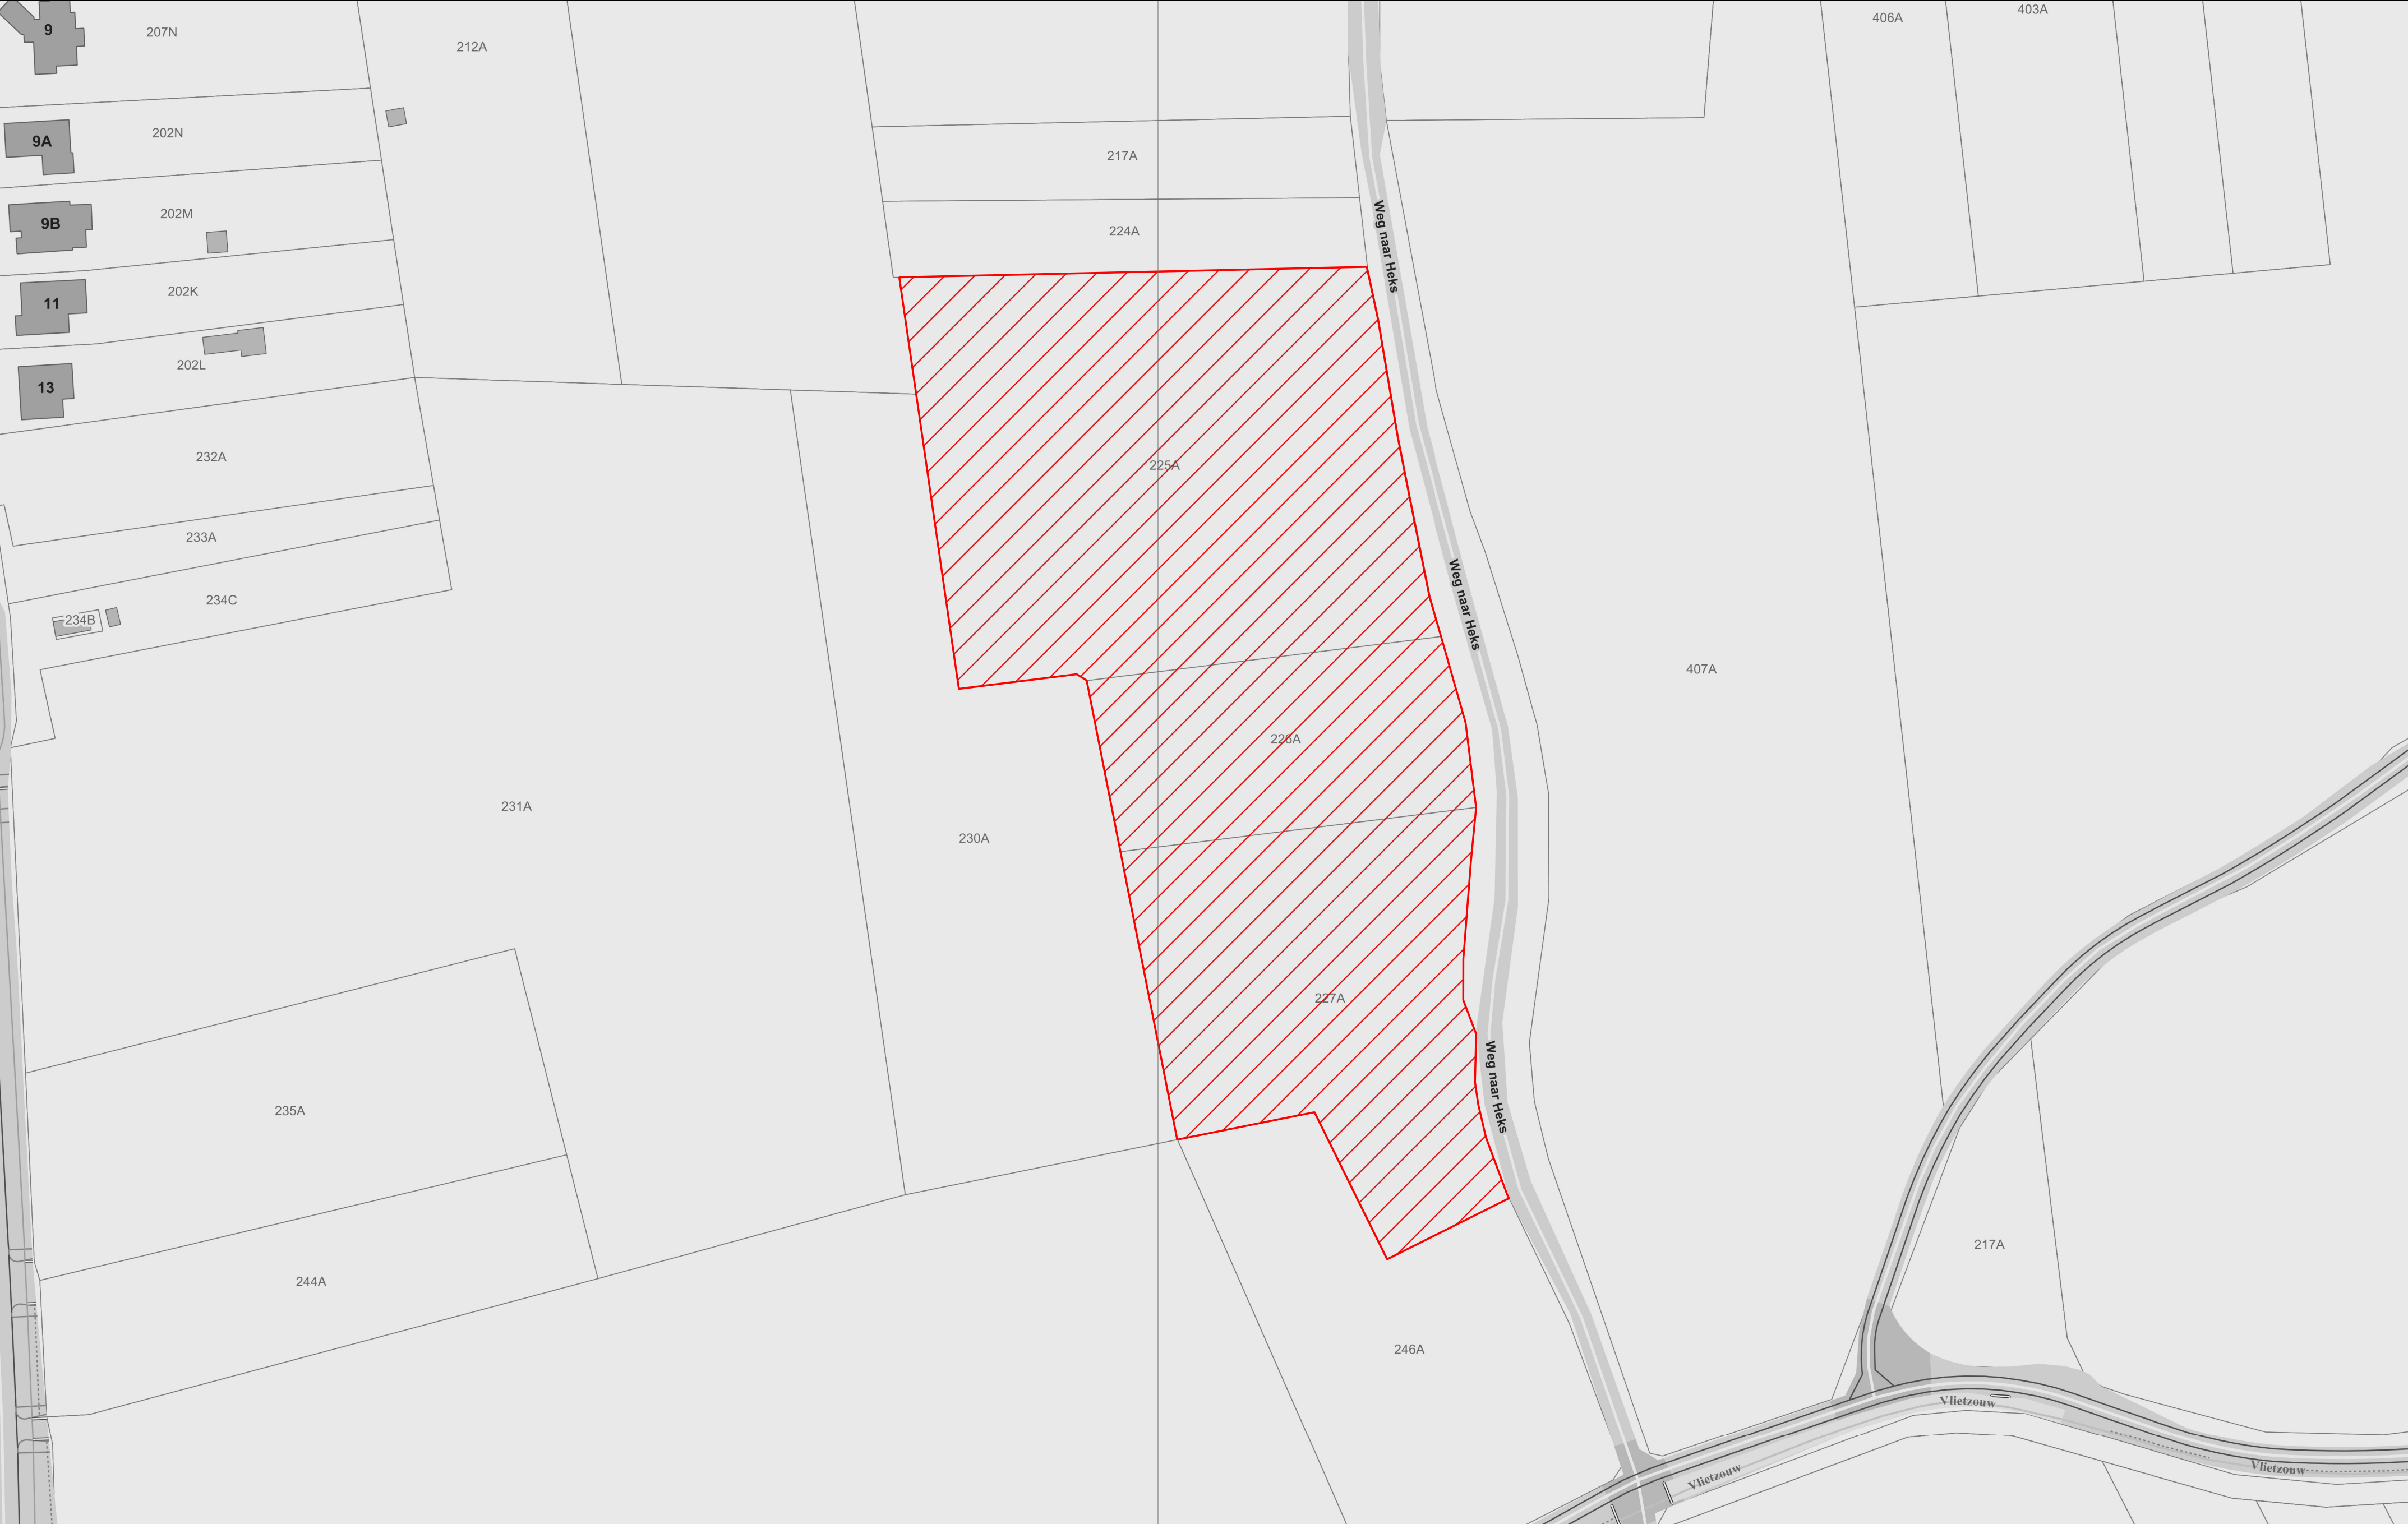 9
207N
212A
406A
403A
9A
202N
217A
9B
202M
224A
Weg naar Heks
11
202K
13
202L
232A
225A
233A
234B
234C
Weg naar Heks
407A
226A
231A
230A
227A
Weg naar Heks
235A
217A
244A
246A
Vlietzouw
Vlietzouw
Vlietzouw